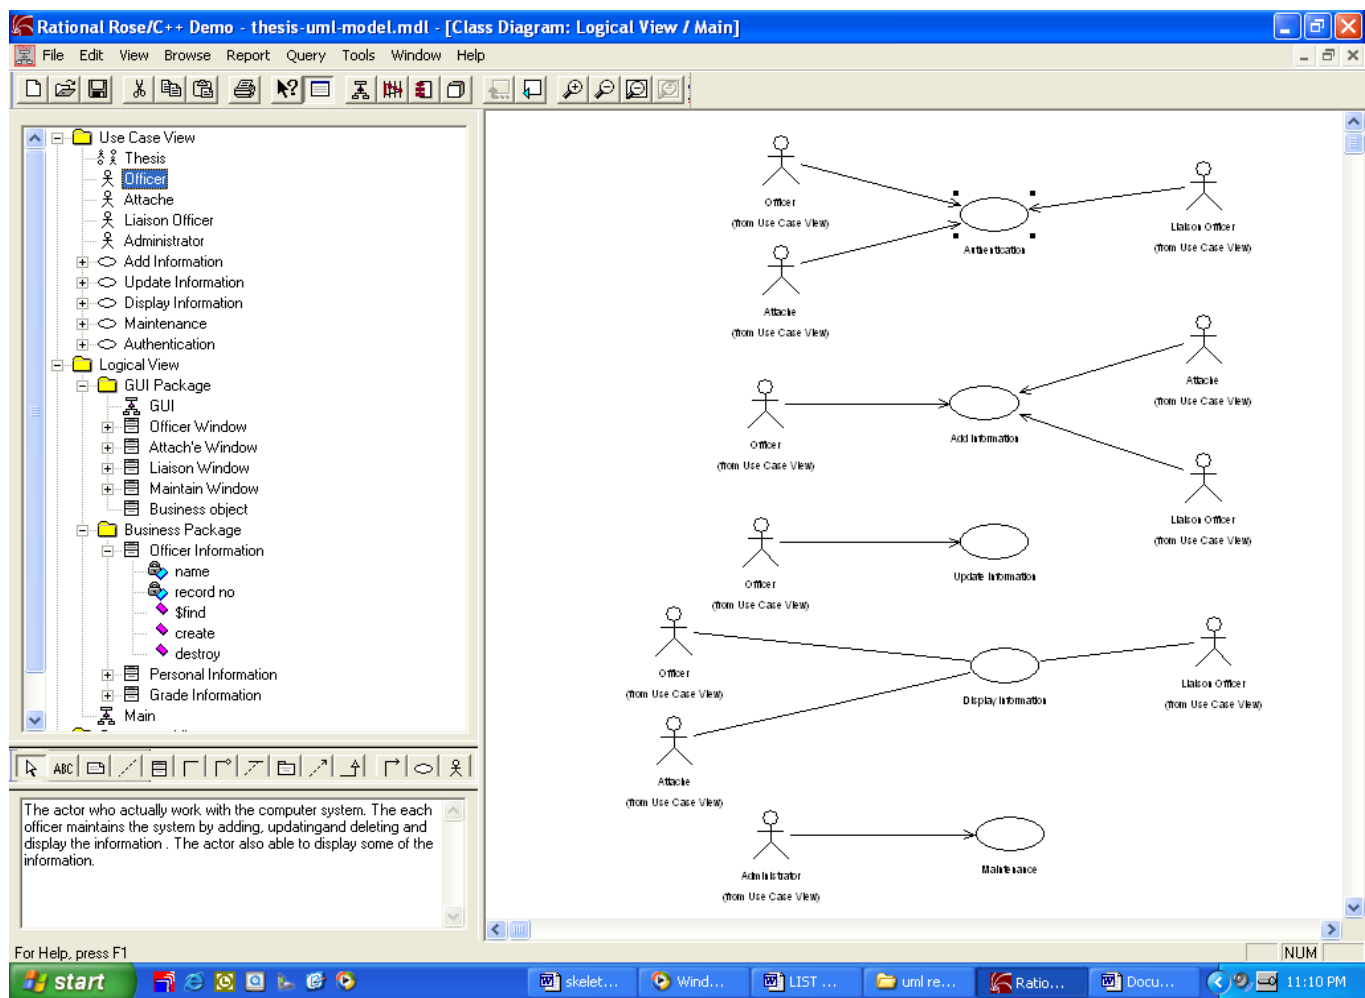 Rational Rose/C++ Demo - thesis-uml-model.mdl - [Class Diagram: Logical View / Main]
File Edit View Browse Report Query Tools Window Help
Use Case View
Thesis
Officer
Attache
Liaison Officer
Administrator
Add Information
Update Information
Display Information
Maintenance
Authentication
Logical View
GUI Package
GUI
Officer Window
Attach'e Window
Liaison Window
Maintain Window
Business object
Business Package
Officer Information
name
record no
$find
create
destroy
Personal Information
Grade Information
Main
ABC
The actor who actually work with the computer system. The each
officer maintains the system by adding, updatingand deleting and
display the information . The actor also able to display some of the
information.
Officer
(from Use Case View)
Authentication
Liaison Officer
(from Use Case View)
Attache
(from Use Case View)
Attache
(from Use Case View)
Officer
(from Use Case View)
Add Information
Liaison Officer
(from Use Case View)
Officer
(from Use Case View)
Update Information
Officer
(from Use Case View)
Display Information
Liaison Officer
(from Use Case View)
Attache
(from Use Case View)
Administrator
(from Use Case View)
Maintenance
For Help, press F1
NUM
start
skelet...
Wind...
LIST ...
uml re...
Ratio...
Docu...
11:10 PM